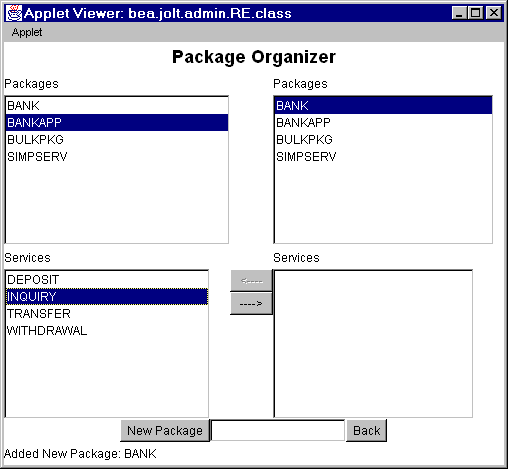 Applet Viewer: bea.jolt.admin.RE.class
Applet
Package Organizer
Packages
BANK
BANKAPP
BULKPKG
SIMPSERV
Packages
BANK
BANKAPP
BULKPKG
SIMPSERV
Services
DEPOSIT
INQUIRY
TRANSFER
WITHDRAWAL
<----
---->
Services
New Package
Back
Added New Package: BANK